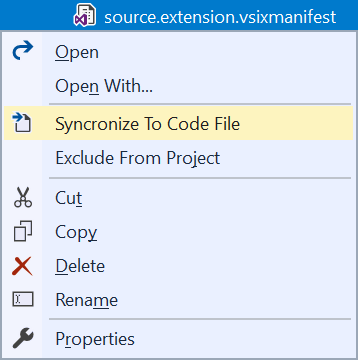 source.extension.vsixmanifest
Open
Open With...
Syncronize To Code File
Exclude From Project
Cut
Copy
Delete
Rename
Properties